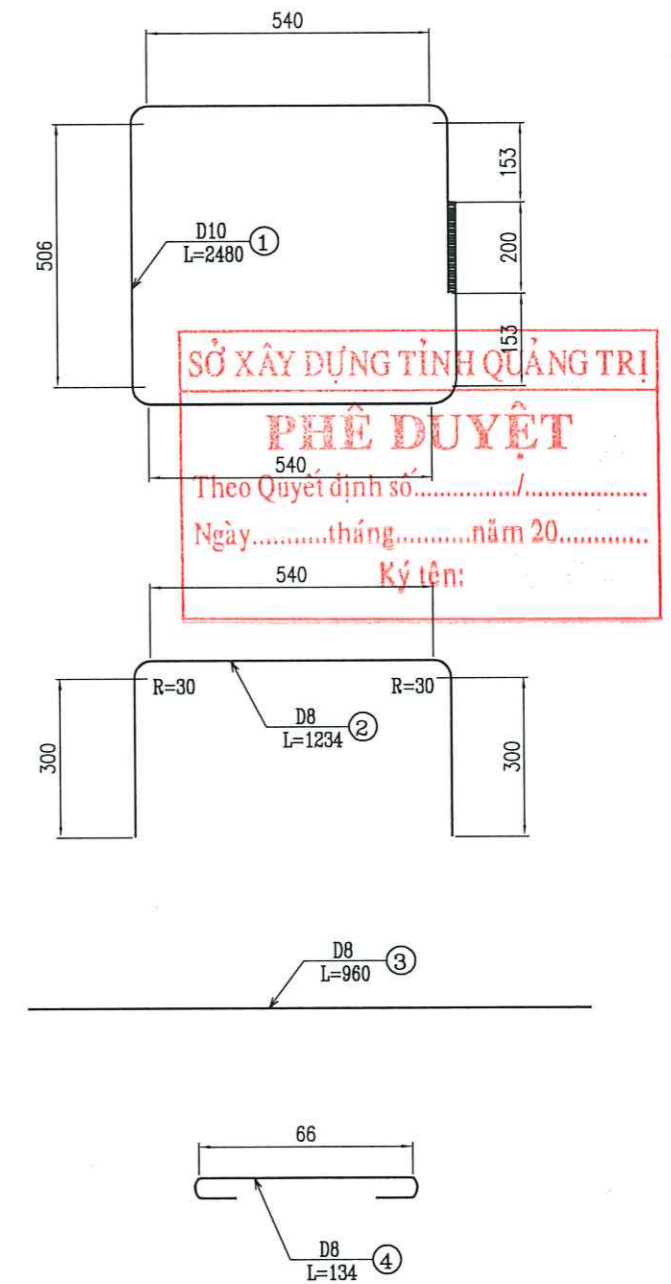 540
153
D10
L=2480
1
506
200
153
SỞ XÂY DỰNG TỈNH QUẢNG TRỊ
PHÊ DUYỆT
540
Theo Quyết định số.............../..................
Ngày...........tháng...........năm 20.............
Ký tên:
540
R=30
R=30
D8
L=1234
2
300
300
D8
L=960
3
66
D8
L=134
4